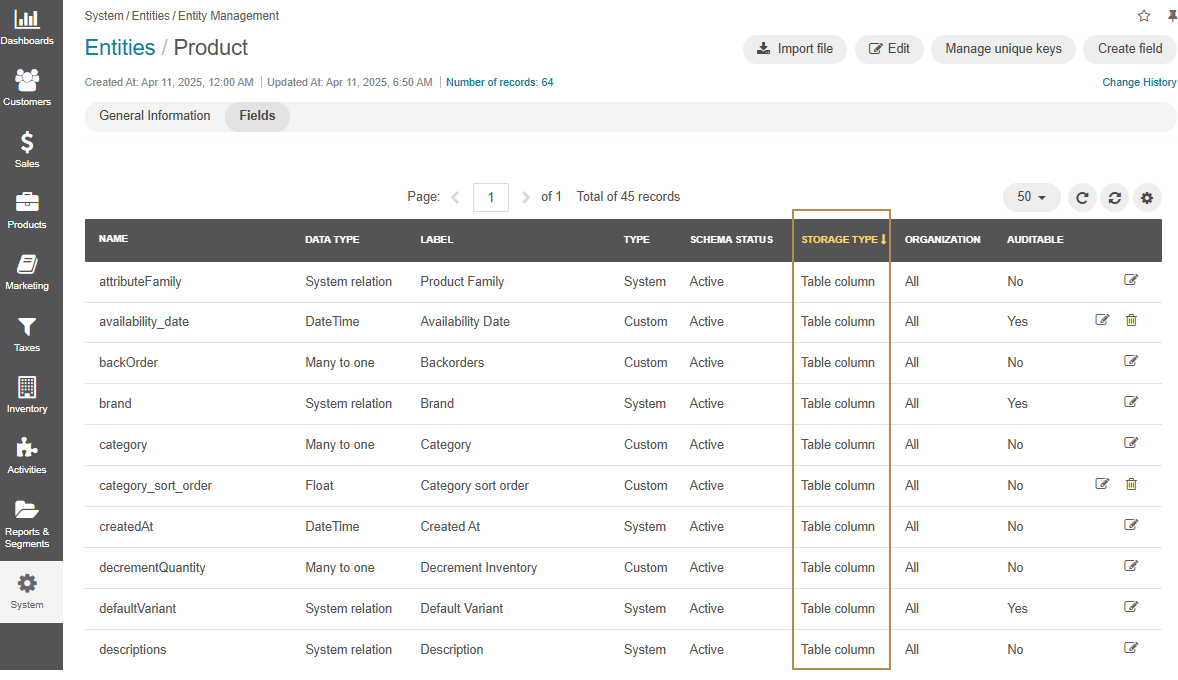 System / Entities / Entity Management
Entities / Product
Import file
Edit
Manage unique keys
Create field
Created At: Apr 11, 2025, 12:00 AM | Updated At: Apr 11, 2025, 6:50 AM | Number of records: 64
Change History
General Information
Fields
Dashboards
Customers
Sales
Products
Marketing
Taxes
Inventory
Activities
Reports &
Segments
System
Page: 1 of 1 Total of 45 records
50
NAME DATA TYPE LABEL TYPE SCHEMA STATUS STORAGE TYPE ORGANIZATION AUDITABLE
attributeFamily System relation Product Family System Active Table column All No
availability_date DateTime Availability Date Custom Active Table column All Yes
backOrder Many to one Backorders Custom Active Table column All No
brand System relation Brand System Active Table column All Yes
category Many to one Category Custom Active Table column All No
category_sort_order Float Category sort order Custom Active Table column All No
createdAt DateTime Created At System Active Table column All No
decrementQuantity Many to one Decrement Inventory Custom Active Table column All No
defaultVariant System relation Default Variant System Active Table column All Yes
descriptions System relation Description System Active Table column All No